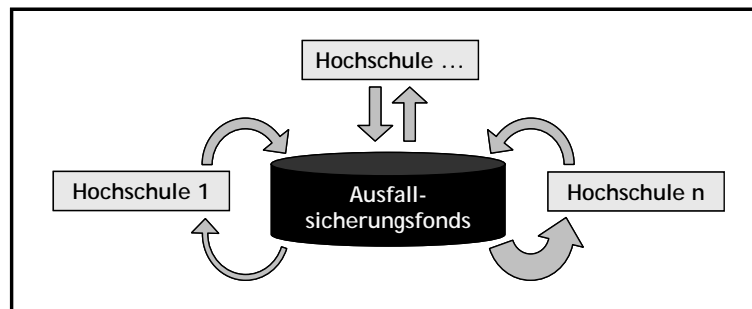 Hochschule …
Hochschule 1
Ausfall-
sicherungsfonds
Hochschule n